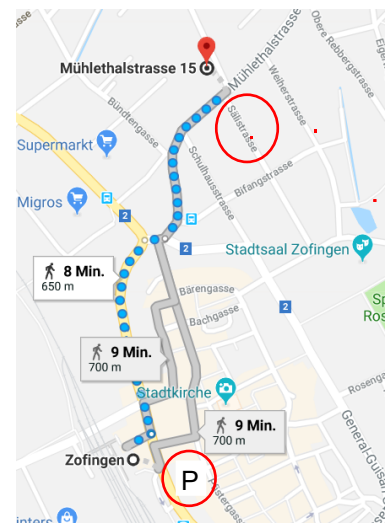 Mühlethalstrasse 15
Mühlethalstrasse
Obere Rebbergstrasse
Weiherstrasse
Sälistrasse
Bündtengasse
Supermarkt
Schulhausstrasse
Bifangstrasse
Migros
2
2
Stadtsaal Zofingen
8 Min.
650 m
Bärengasse
2
Bachgasse
9 Min.
700 m
Stadtkirche
9 Min.
700 m
General-Guisan
Zofingen
P